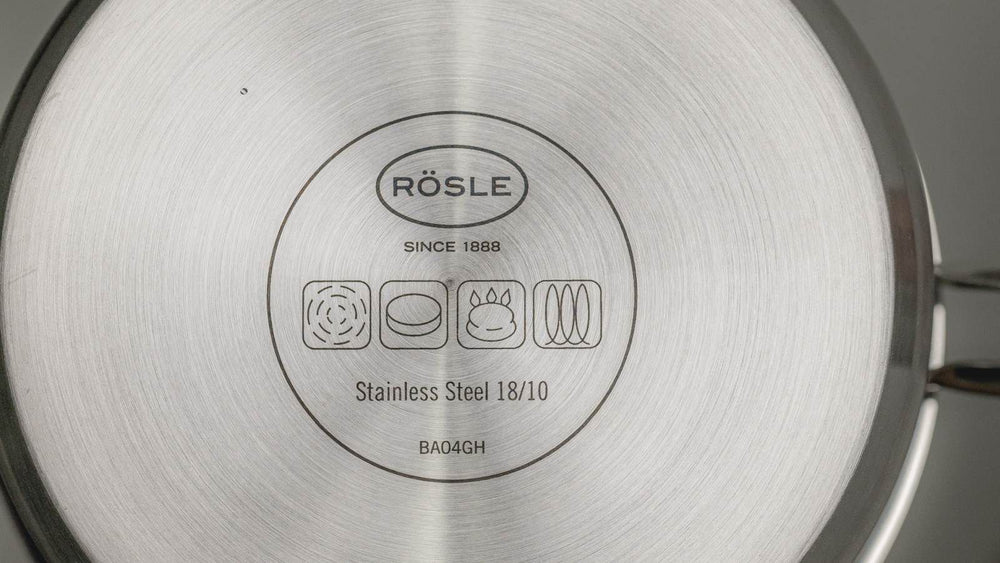 RÖSLE
SINCE 1888
Stainless Steel 18/10
BA04GH